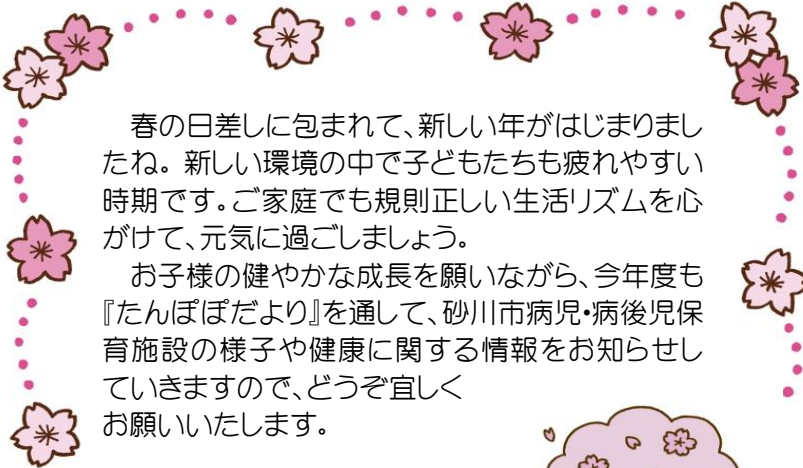 春の日差しに包まれて、新しい年がはじまりまし
たね。新しい環境の中で子どもたちも疲れやすい
時期です。ご家庭でも規則正しい生活リズムを心
がけて、元気に過ごしましょう。
　お子様の健やかな成長を願いながら、今年度も
『たんぽぽだより』を通して、砂川市病児・病後児保
育施設の様子や健康に関する情報をお知らせし
ていきますので、どうぞ宜しく
お願いいたします。